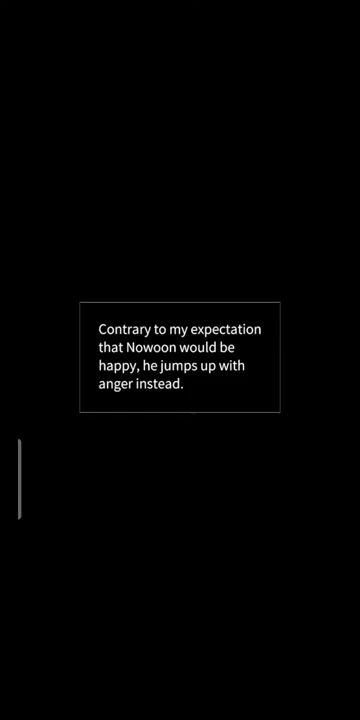 Contrary to my expectation
that Nowoon would be
happy, he jumps up with
anger instead.